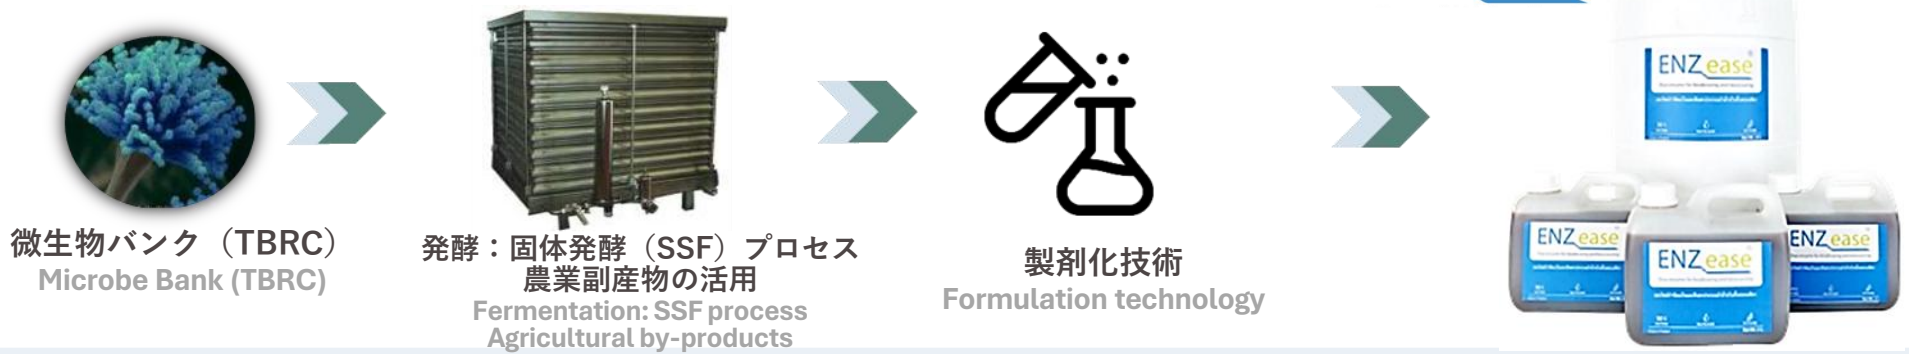 微生物バンク（TBRC）
Microbe Bank (TBRC)
発酵：固体発酵（SSF）プロセス
農業副産物の活用
Fermentation: SSF process
Agricultural by-products
製剤化技術
Formulation technology
ENZease
ENZease
ENZease
ENZease